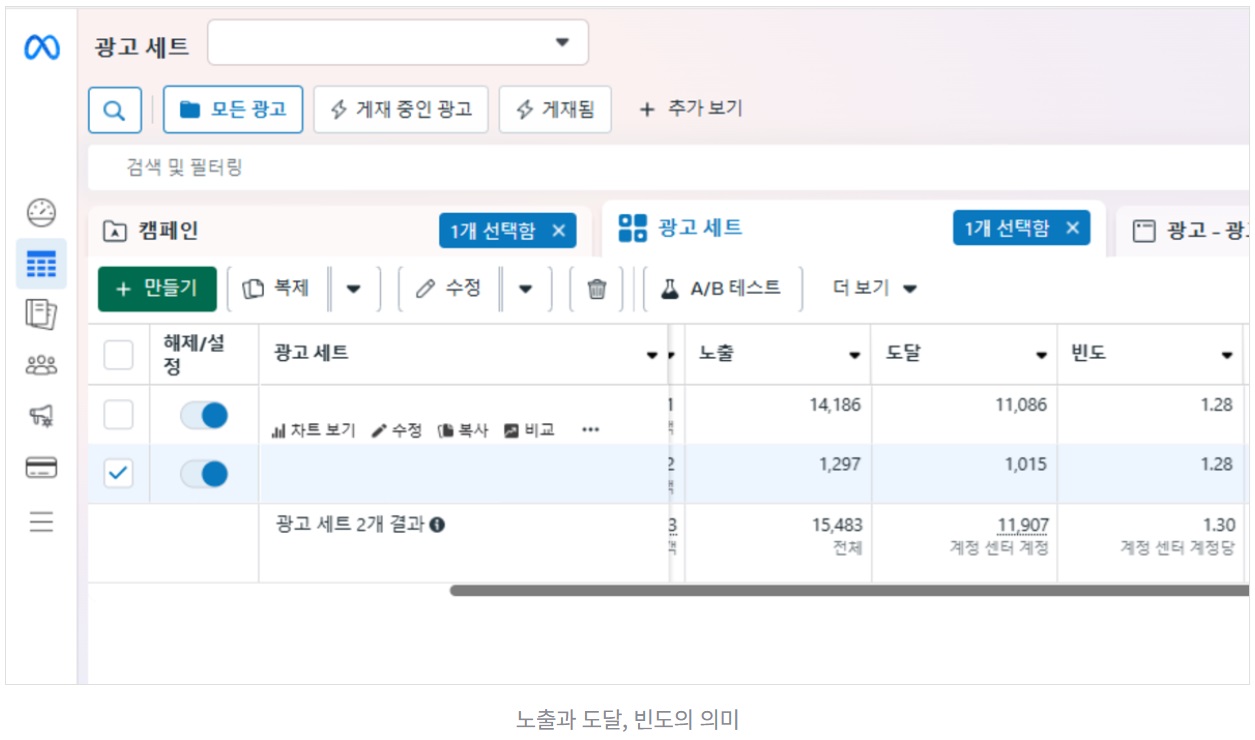 광고 세트
모든 광고 게재 중인 광고 게재됨 + 추가 보기
검색 및 필터링
캠페인 1개 선택함 × 광고 세트 1개 선택함 × 광고 - 광
+ 만들기 복제 수정 A/B 테스트 더 보기
해제/설
정
광고 세트 노출 도달 빈도
14,186 11,086 1.28
차트 보기 수정 복사 비교 ...
1,297 1,015 1.28
광고 세트 2개 결과 15,483 11,907 1.30
전체 계정 센터 계정 계정 센터 계정당
노출과 도달, 빈도의 의미